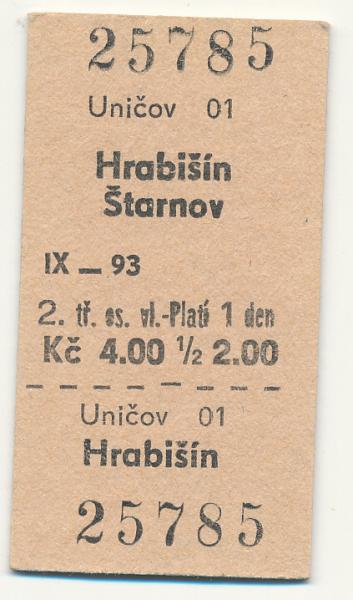 25785
Uničov 01
Hrabišín
Štarnov
IX — 93
2. tř. os. vl.-Platí 1 den
Kč 4.00 ½ 2.00
Uničov 01
Hrabišín
25785